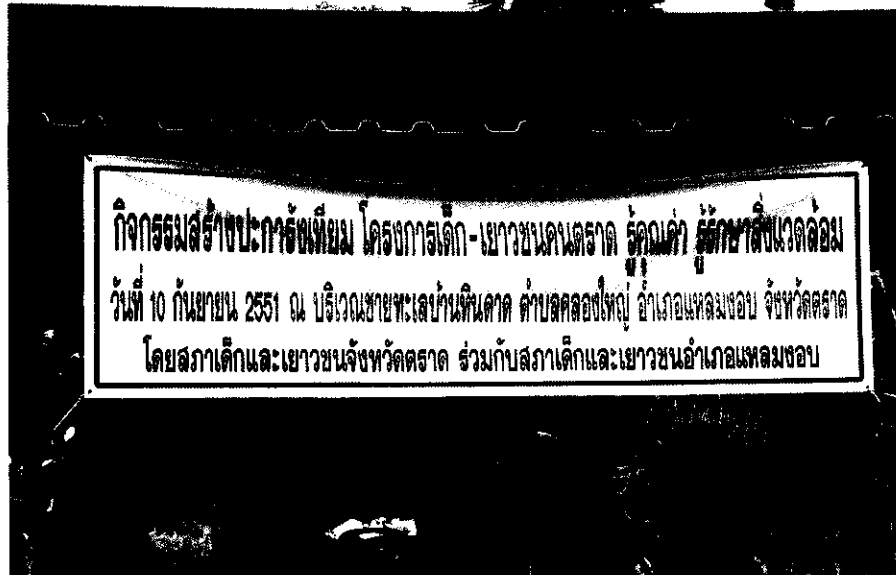 กิจกรรมสร้างปะการังเทียม โครงการเด็ก-เยาวชนคนตราด รู้คุณค่า รู้รักษาสิ่งแวดล้อม
วันที่ 10 กันยายน 2551 ณ บริเวณชายทะเลบ้านหินดาด ตำบลคลองใหญ่ อำเภอแหลมงอบ จังหวัดตราด
โดยสภาเด็กและเยาวชนจังหวัดตราด ร่วมกับสภาเด็กและเยาวชนอำเภอแหลมงอบ